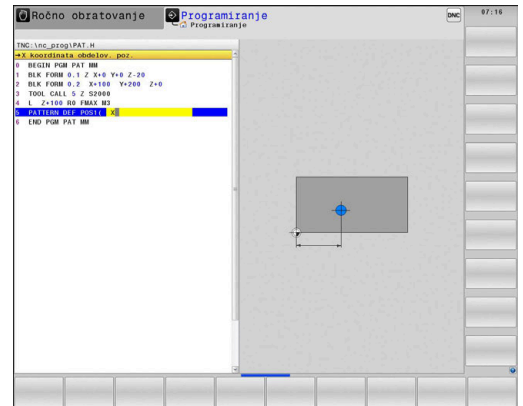 Ročno obratovanje
Programiranje
Programiranje
DNC
07:16
TNC:\nc_prog\PAT.H
→X koordinata obdelov. poz.
0 BEGIN PGM PAT MM
1 BLK FORM 0.1 Z X+0 Y+0 Z-20
2 BLK FORM 0.2 X+100 Y+200 Z+0
3 TOOL CALL 5 Z S2000
4 L Z+100 R0 FMAX M3
5 PATTERN DEF POS1( X
6 END PGM PAT MM